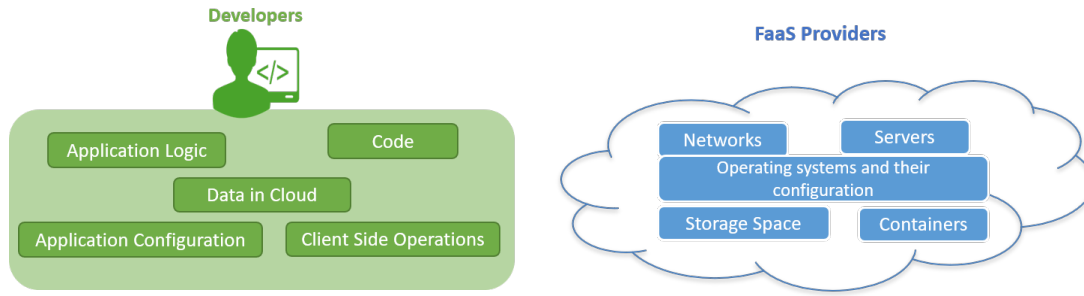 Developers
</>
Application Logic
Code
Data in Cloud
Application Configuration
Client Side Operations
FaaS Providers
Networks
Servers
Operating systems and their
configuration
Storage Space
Containers